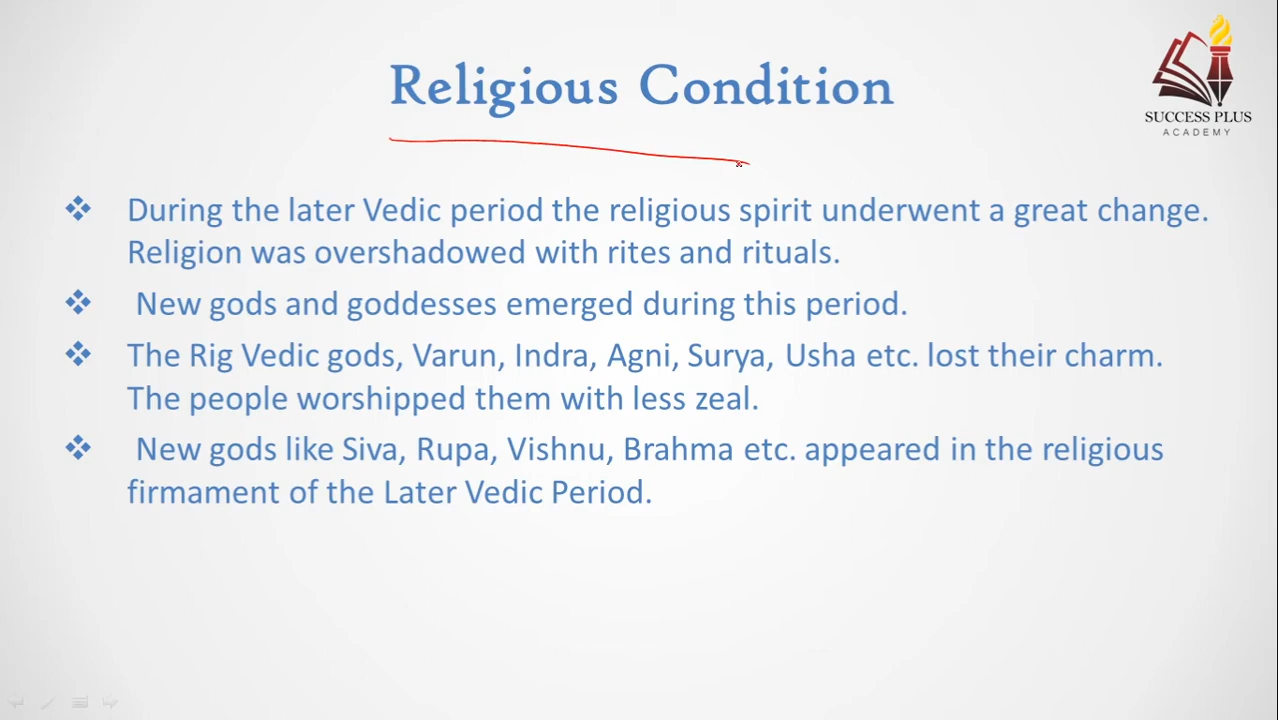 Religious Condition
SUCCESS PLUS
ACADEMY
❖ During the later Vedic period the religious spirit underwent a great change.
Religion was overshadowed with rites and rituals.
❖ New gods and goddesses emerged during this period.
❖ The Rig Vedic gods, Varun, Indra, Agni, Surya, Usha etc. lost their charm.
The people worshipped them with less zeal.
❖ New gods like Siva, Rupa, Vishnu, Brahma etc. appeared in the religious
firmament of the Later Vedic Period.